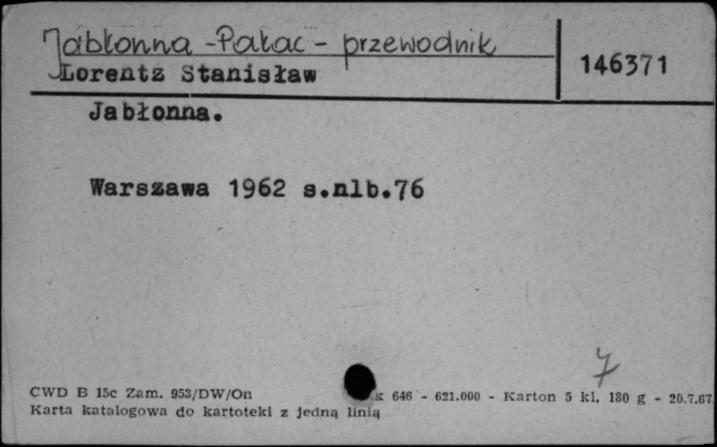 Jabłonna - Pałac - przewodnik
146371
Lorentz Stanisław
Jabłonna.
Warszawa 1962 s.nlb.76
7
CWD B 15c Zam. 953/DW/On 646 - 621.000 - Karton 5 kl, 180 g - 20.7.67
Karta katalogowa do kartoteki z jedną linią